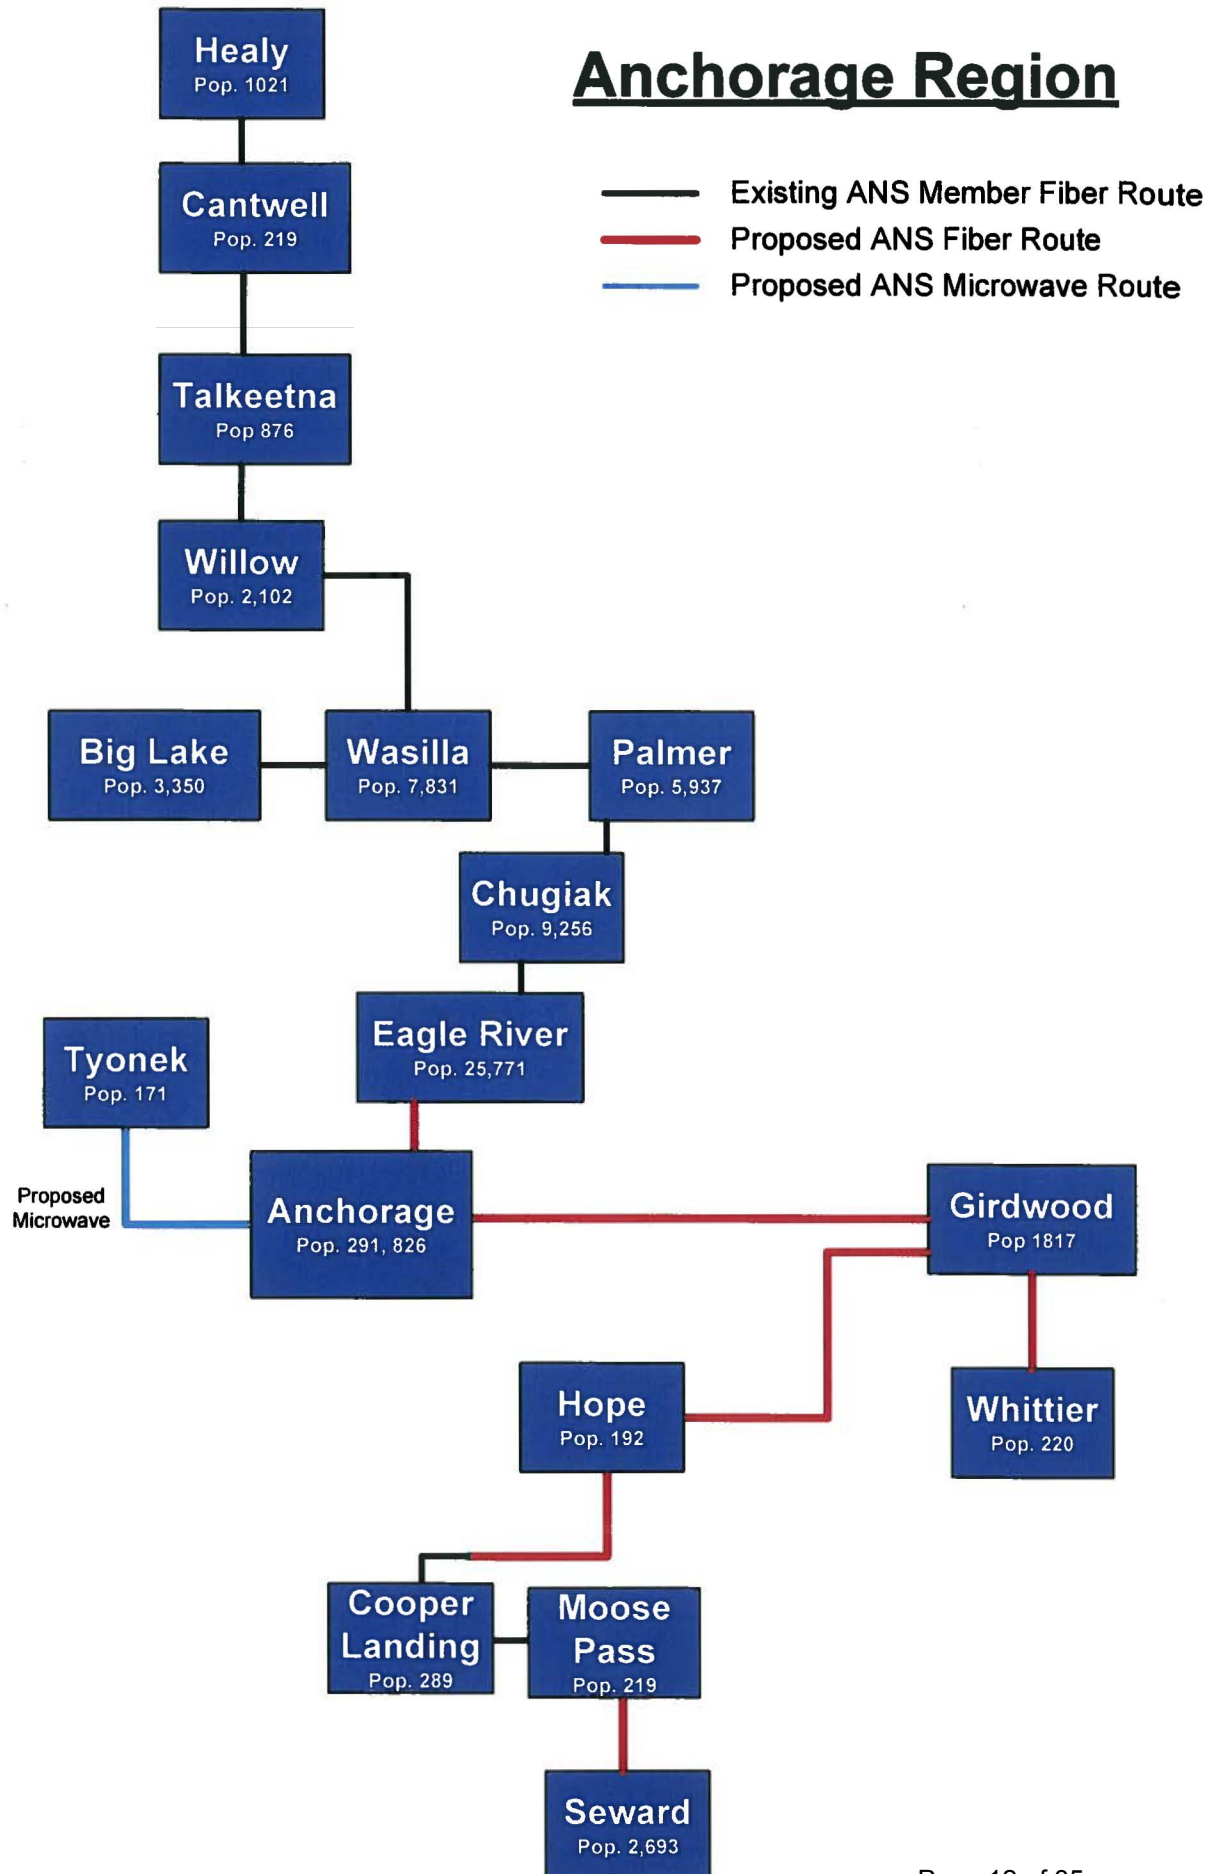 Anchorage Region
Existing ANS Member Fiber Route
Proposed ANS Fiber Route
Proposed ANS Microwave Route
Healy
Pop. 1021
Cantwell
Pop. 219
Talkeetna
Pop 876
Willow
Pop. 2,102
Big Lake
Pop. 3,350
Wasilla
Pop. 7,831
Palmer
Pop. 5,937
Chugiak
Pop. 9,256
Eagle River
Pop. 25,771
Tyonek
Pop. 171
Proposed
Microwave
Anchorage
Pop. 291, 826
Girdwood
Pop 1817
Hope
Pop. 192
Whittier
Pop. 220
Cooper
Landing
Pop. 289
Moose
Pass
Pop. 219
Seward
Pop. 2,693